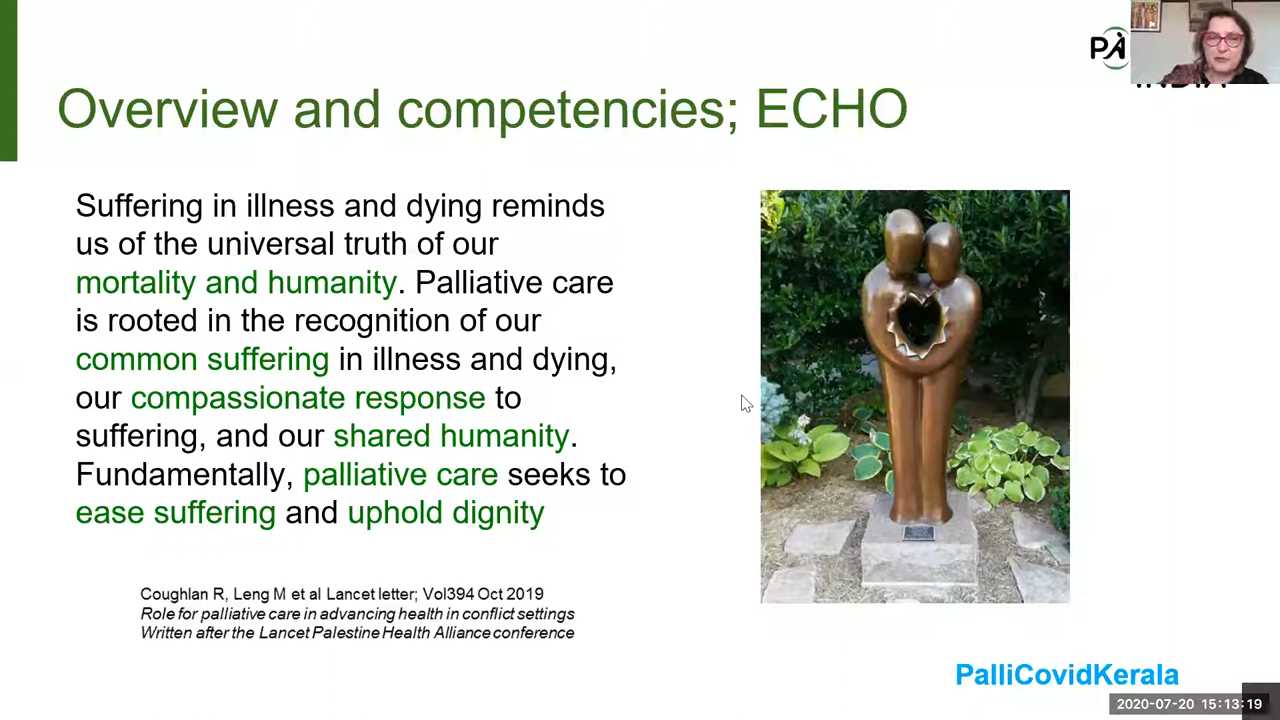 PA
INDIA
Overview and competencies; ECHO
Suffering in illness and dying reminds
us of the universal truth of our
mortality and humanity. Palliative care
is rooted in the recognition of our
common suffering in illness and dying,
our compassionate response to
suffering, and our shared humanity.
Fundamentally, palliative care seeks to
ease suffering and uphold dignity
Coughlan R, Leng M et al Lancet letter; Vol394 Oct 2019
Role for palliative care in advancing health in conflict settings
Written after the Lancet Palestine Health Alliance conference
PalliCovidKerala
2020-07-20 15:13:19